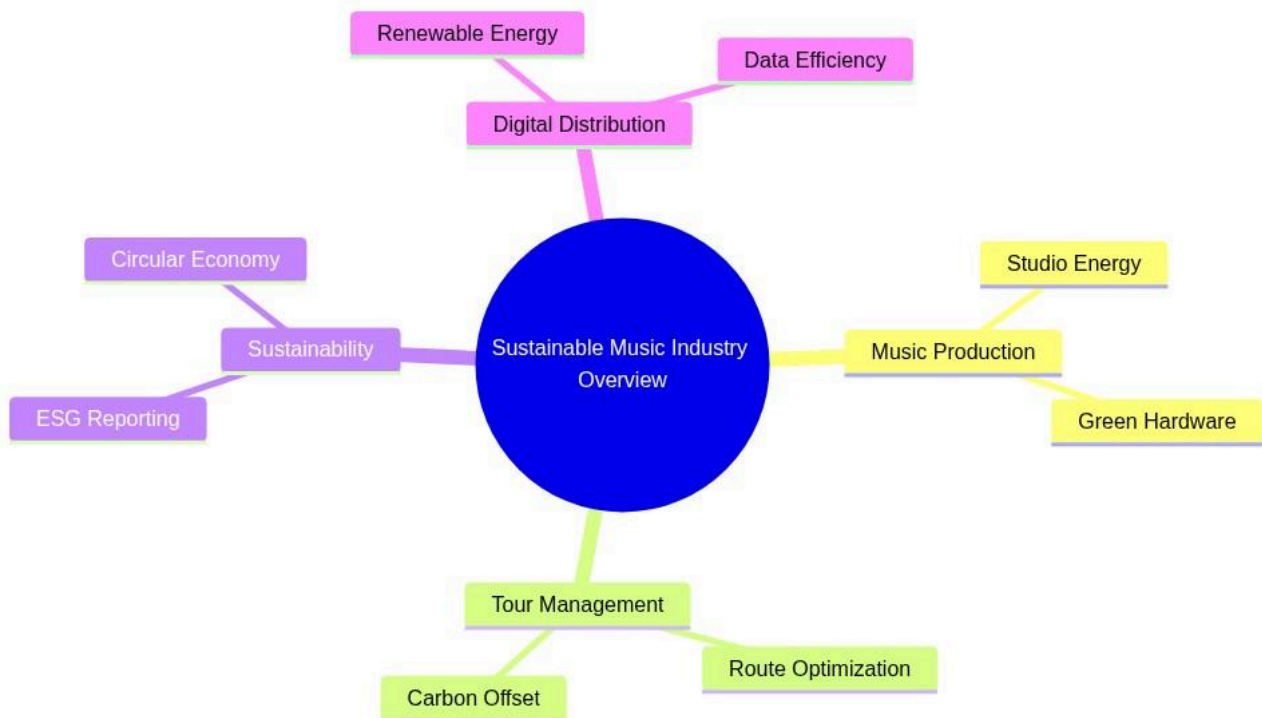 Renewable Energy
Data Efficiency
Digital Distribution
Circular Economy
Studio Energy
Sustainability
Sustainable Music Industry
Overview
Music Production
ESG Reporting
Green Hardware
Tour Management
Route Optimization
Carbon Offset